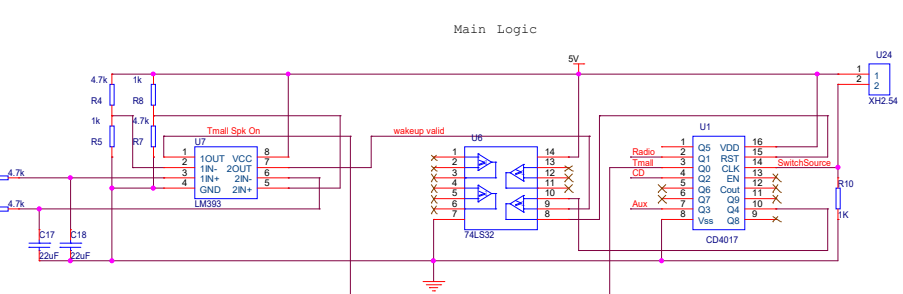 Main Logic
U24
5V
1 1
2 2
XH2.54
4.7k 1k
R4 R8
1k 4.7k
R5 R7
Tmall Spk On
wakeup valid
U7
1 1OUT VCC 8
2 1IN- 2OUT 7
3 1IN+ 2IN- 6
4 GND 2IN+ 5
LM393
4.7k
4.7k
C17 C18
22uF 22uF
U6
1 14
2 13
3 12
4 11
5 10
6 9
7 8
74LS32
U1
1 Q5 VDD 16
Radio 2 Q1 RST 15
Tmall 3 Q0 CLK 14 SwitchSource
CD 4 Q2 EN 13
5 Q6 Cout 12
6 Q7 Q9 11
Aux 7 Q3 Q4 10
8 Vss Q8 9
CD4017
R10
1K